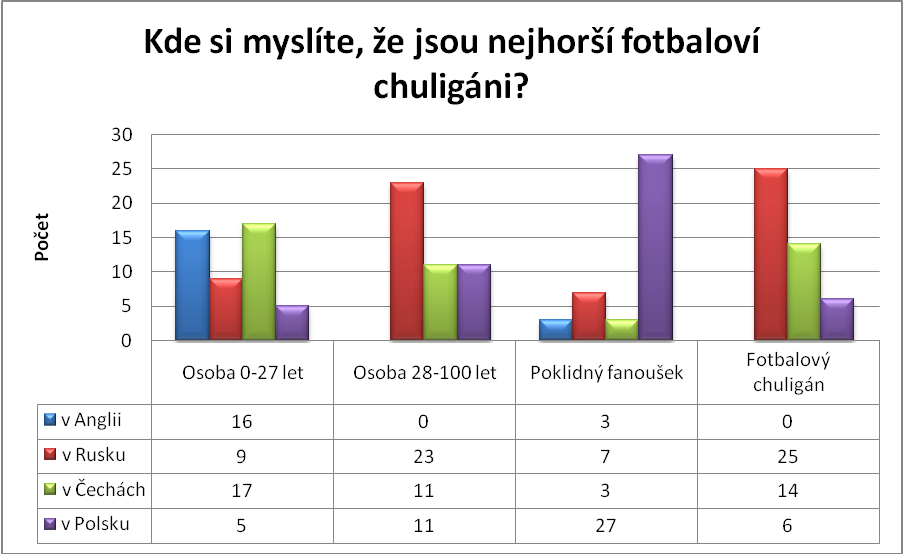 Kde si myslíte, že jsou nejhorší fotbaloví
chuligáni?
Počet
30
25
20
15
10
5
0
Osoba 0-27 let Osoba 28-100 let Poklidný fanoušek Fotbalový chuligán
v Anglii 16 0 3 0
v Rusku 9 23 7 25
v Čechách 17 11 3 14
v Polsku 5 11 27 6